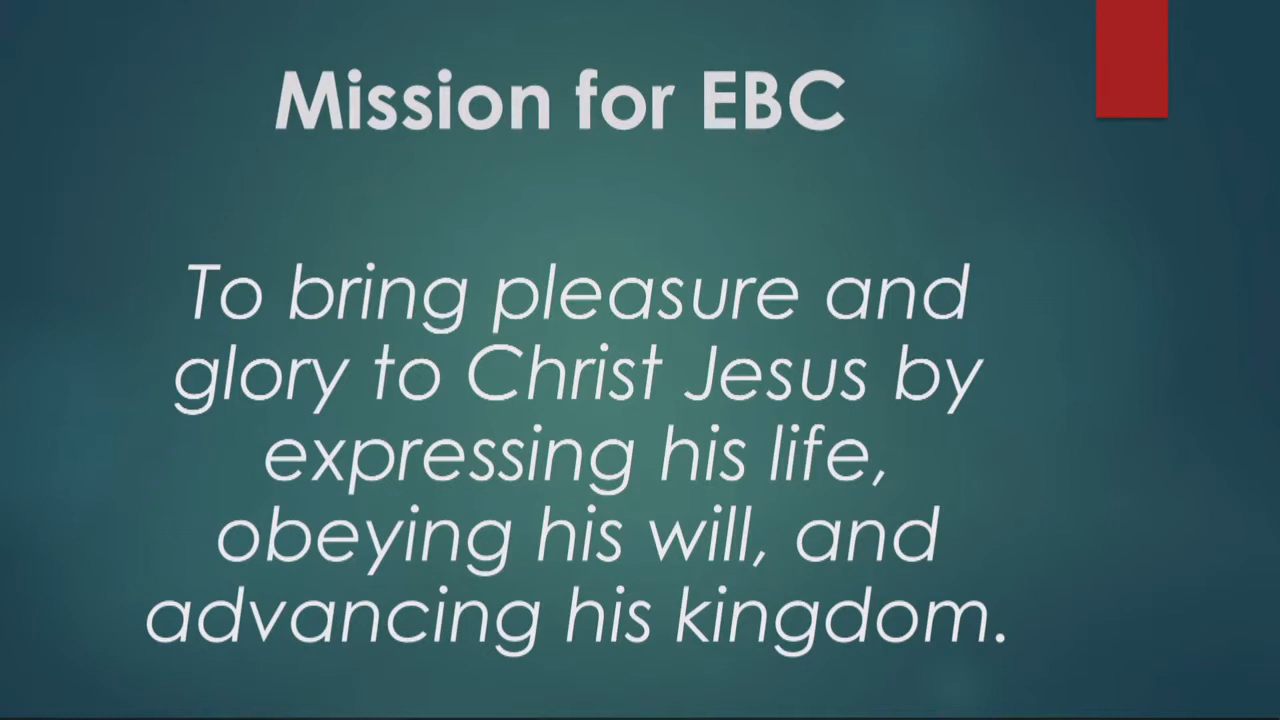 Mission for EBC
To bring pleasure and
glory to Christ Jesus by
expressing his life,
obeying his will, and
advancing his kingdom.